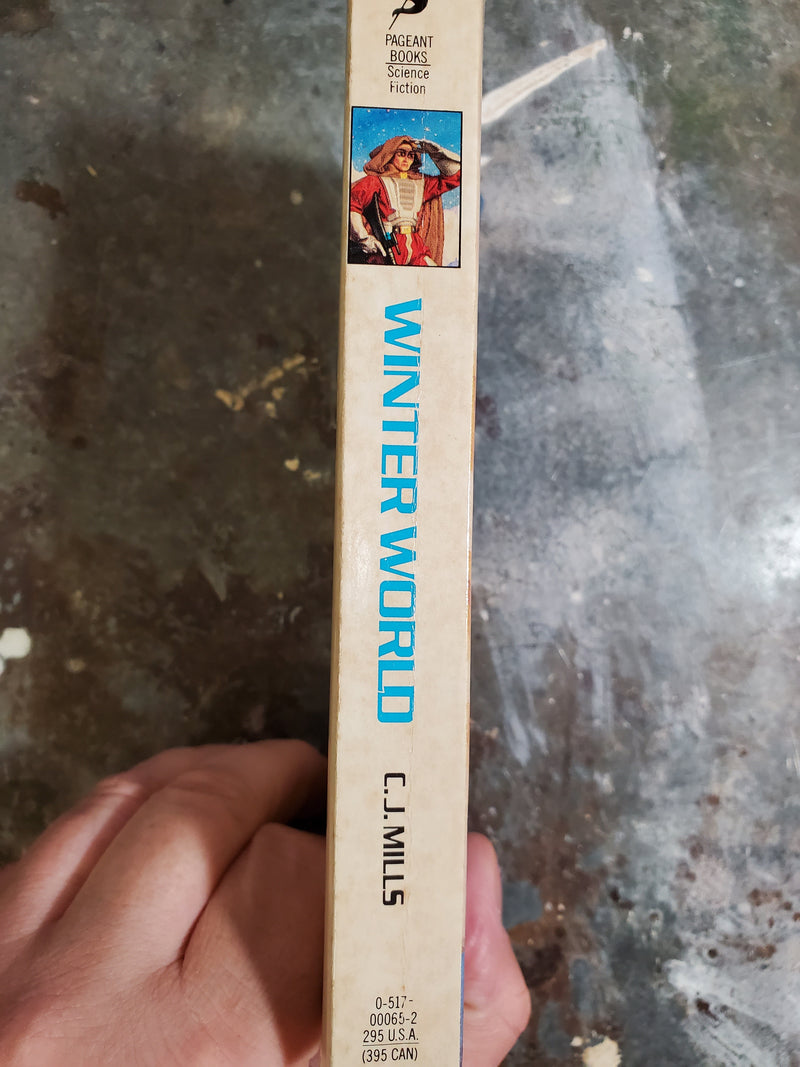 PAGEANT
BOOKS
Science
Fiction
WINTER WORLD
C.J. MILLS
0-517-
00065-2
295 U.S.A.
(395 CAN)